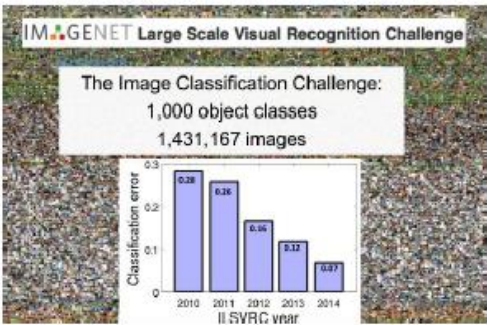 IMAGENET Large Scale Visual Recognition Challenge
The Image Classification Challenge:
1,000 object classes
1,431,167 images
Classification error
0.3
0.2
0.1
0
0.28
0.26
0.16
0.12
0.07
2010 2011 2012 2013 2014
ILSVRC year